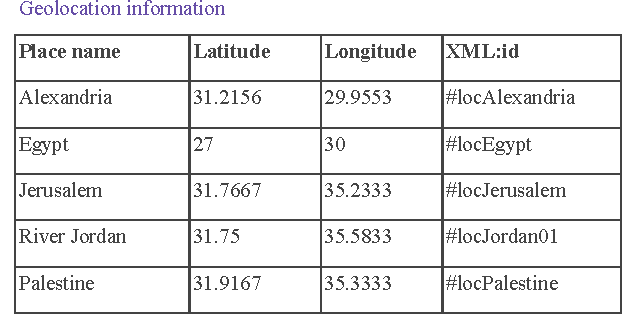 Geolocation information
Place name Latitude Longitude XML:id
Alexandria 31.2156 29.9553 #locAlexandria
Egypt 27 30 #locEgypt
Jerusalem 31.7667 35.2333 #locJerusalem
River Jordan 31.75 35.5833 #locJordan01
Palestine 31.9167 35.3333 #locPalestine